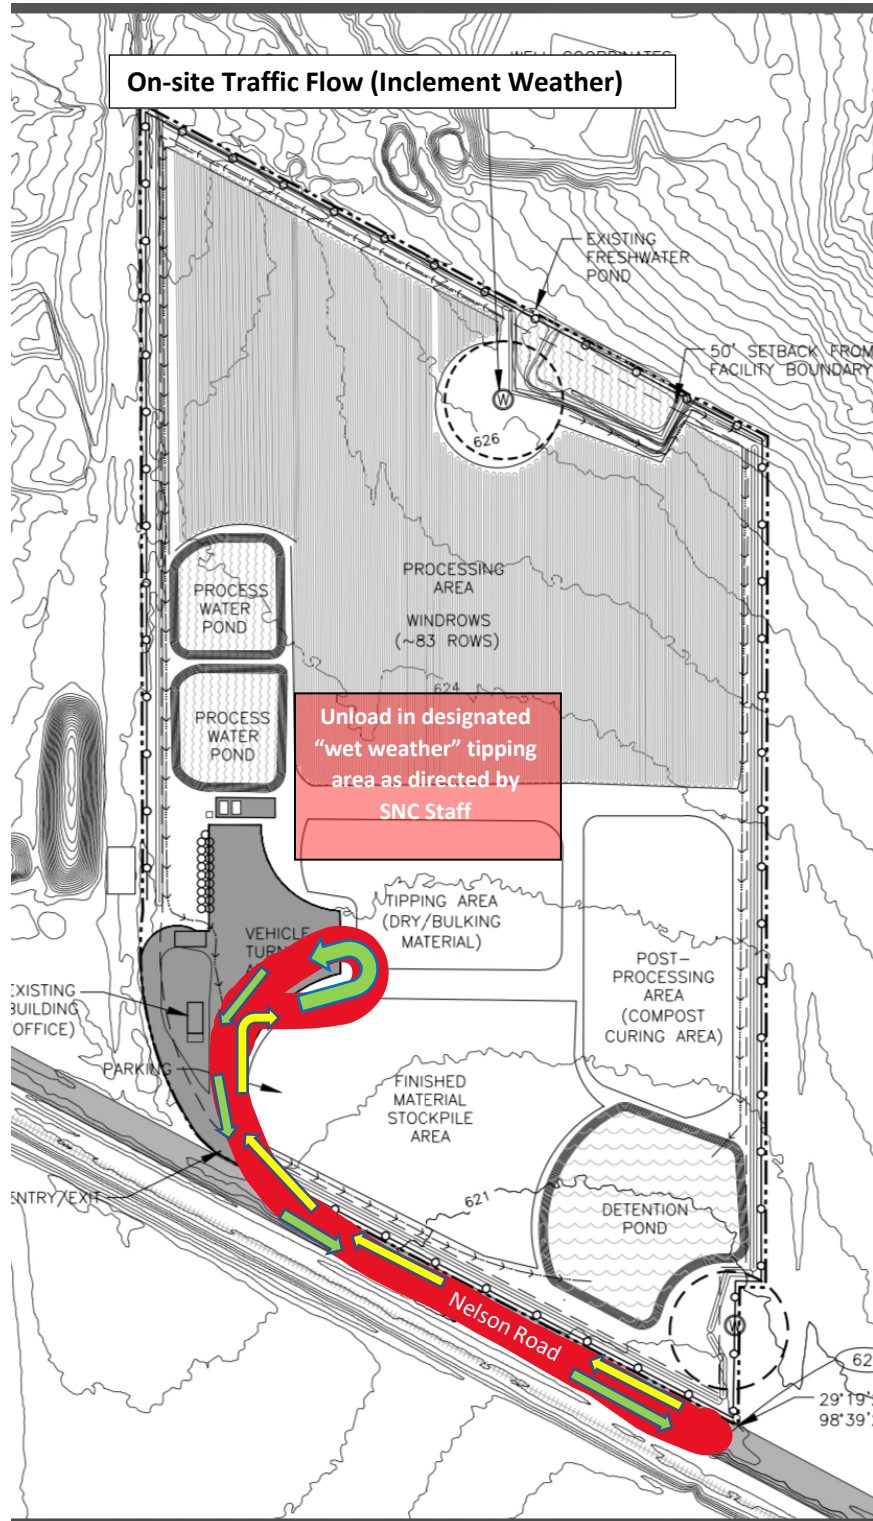 On-site Traffic Flow (Inclement Weather)
EXISTING
FRESHWATER
POND
50' SETBACK FROM
FACILITY BOUNDARY
W
626
PROCESSING
AREA
WINDROWS
(~83 ROWS)
PROCESS
WATER
POND
624
PROCESS
WATER
POND
Unload in designated
“wet weather” tipping
area as directed by
SNC Staff
TIPPING AREA
(DRY/BULKING
MATERIAL)
VEHICLE
POST-
PROCESSING
AREA
(COMPOST
CURING AREA)
EXISTING
BUILDING
OFFICE)
PARKING
FINISHED
MATERIAL
STOCKPILE
AREA
ENTRY/EXIT
621
DETENTION
POND
Nelson Road
W
62
29°19'
98°39'